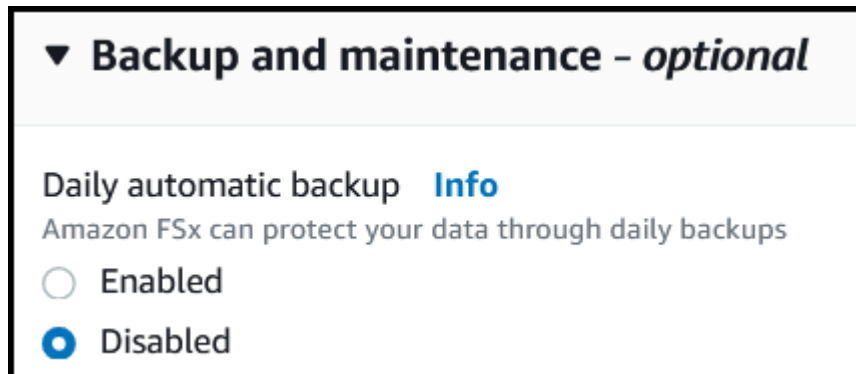 Backup and maintenance - optional
Daily automatic backup Info
Amazon FSx can protect your data through daily backups
Enabled
Disabled